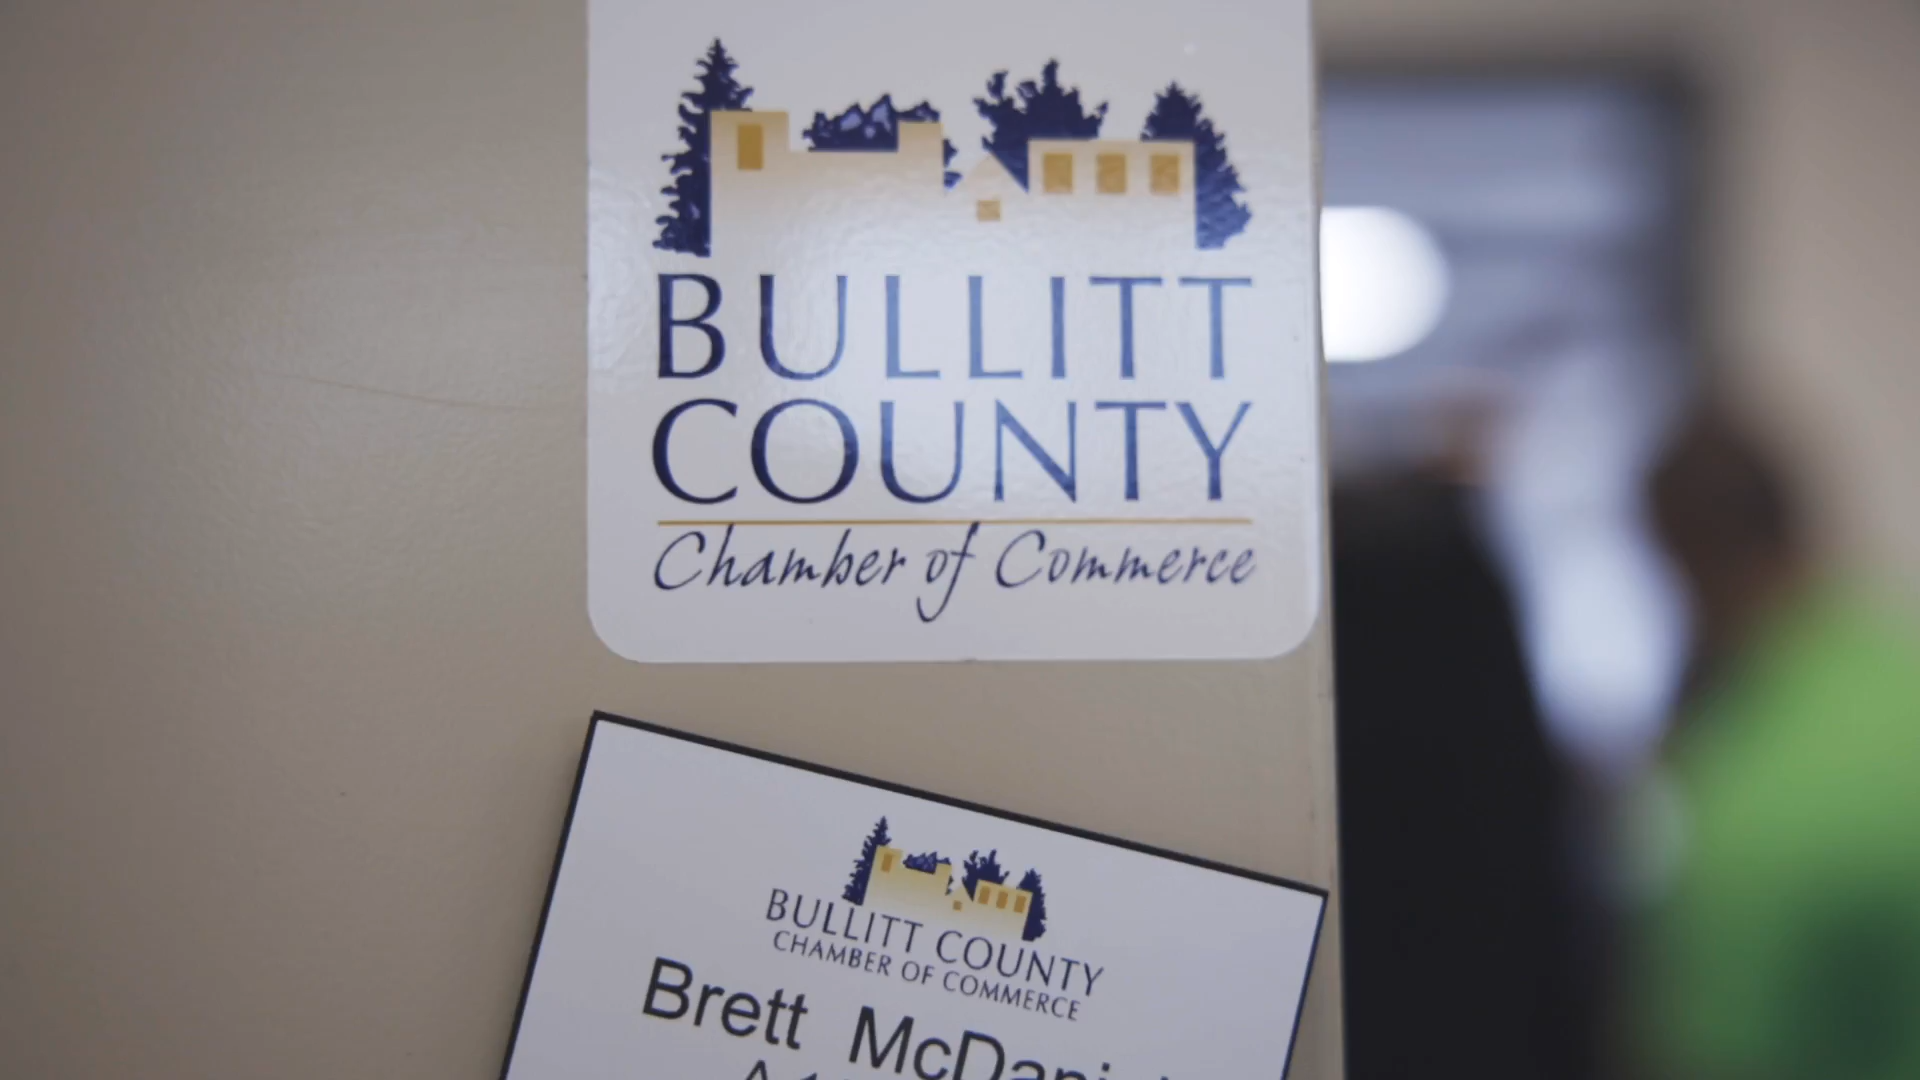 BULLITT
COUNTY
Chamber of Commerce
BULLITT COUNTY
CHAMBER OF COMMERCE
Brett